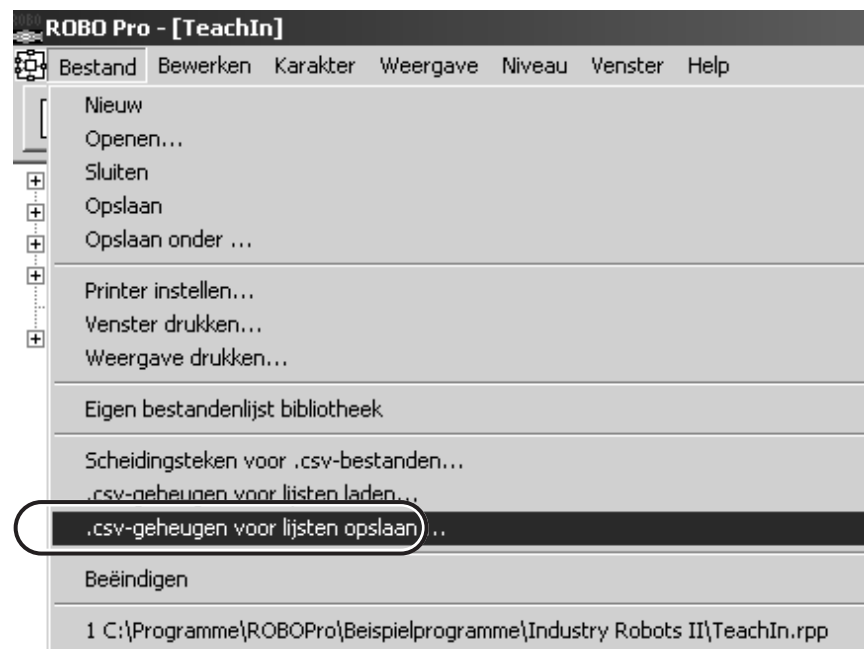 ROBO Pro - [TeachIn]
Bestand Bewerken Karakter Weergave Niveau Venster Help
Nieuw
Openen...
Sluiten
Opslaan
Opslaan onder ...
Printer instellen...
Venster drukken...
Weergave drukken...
Eigen bestandenlijst bibliotheek
Scheidingsteken voor .csv-bestanden...
.csv-geheugen voor lijsten laden...
.csv-geheugen voor lijsten opslaan ...
Beëindigen
1 C:\Programme\ROBOPro\Beispielprogramme\Industry Robots II\TeachIn.rpp